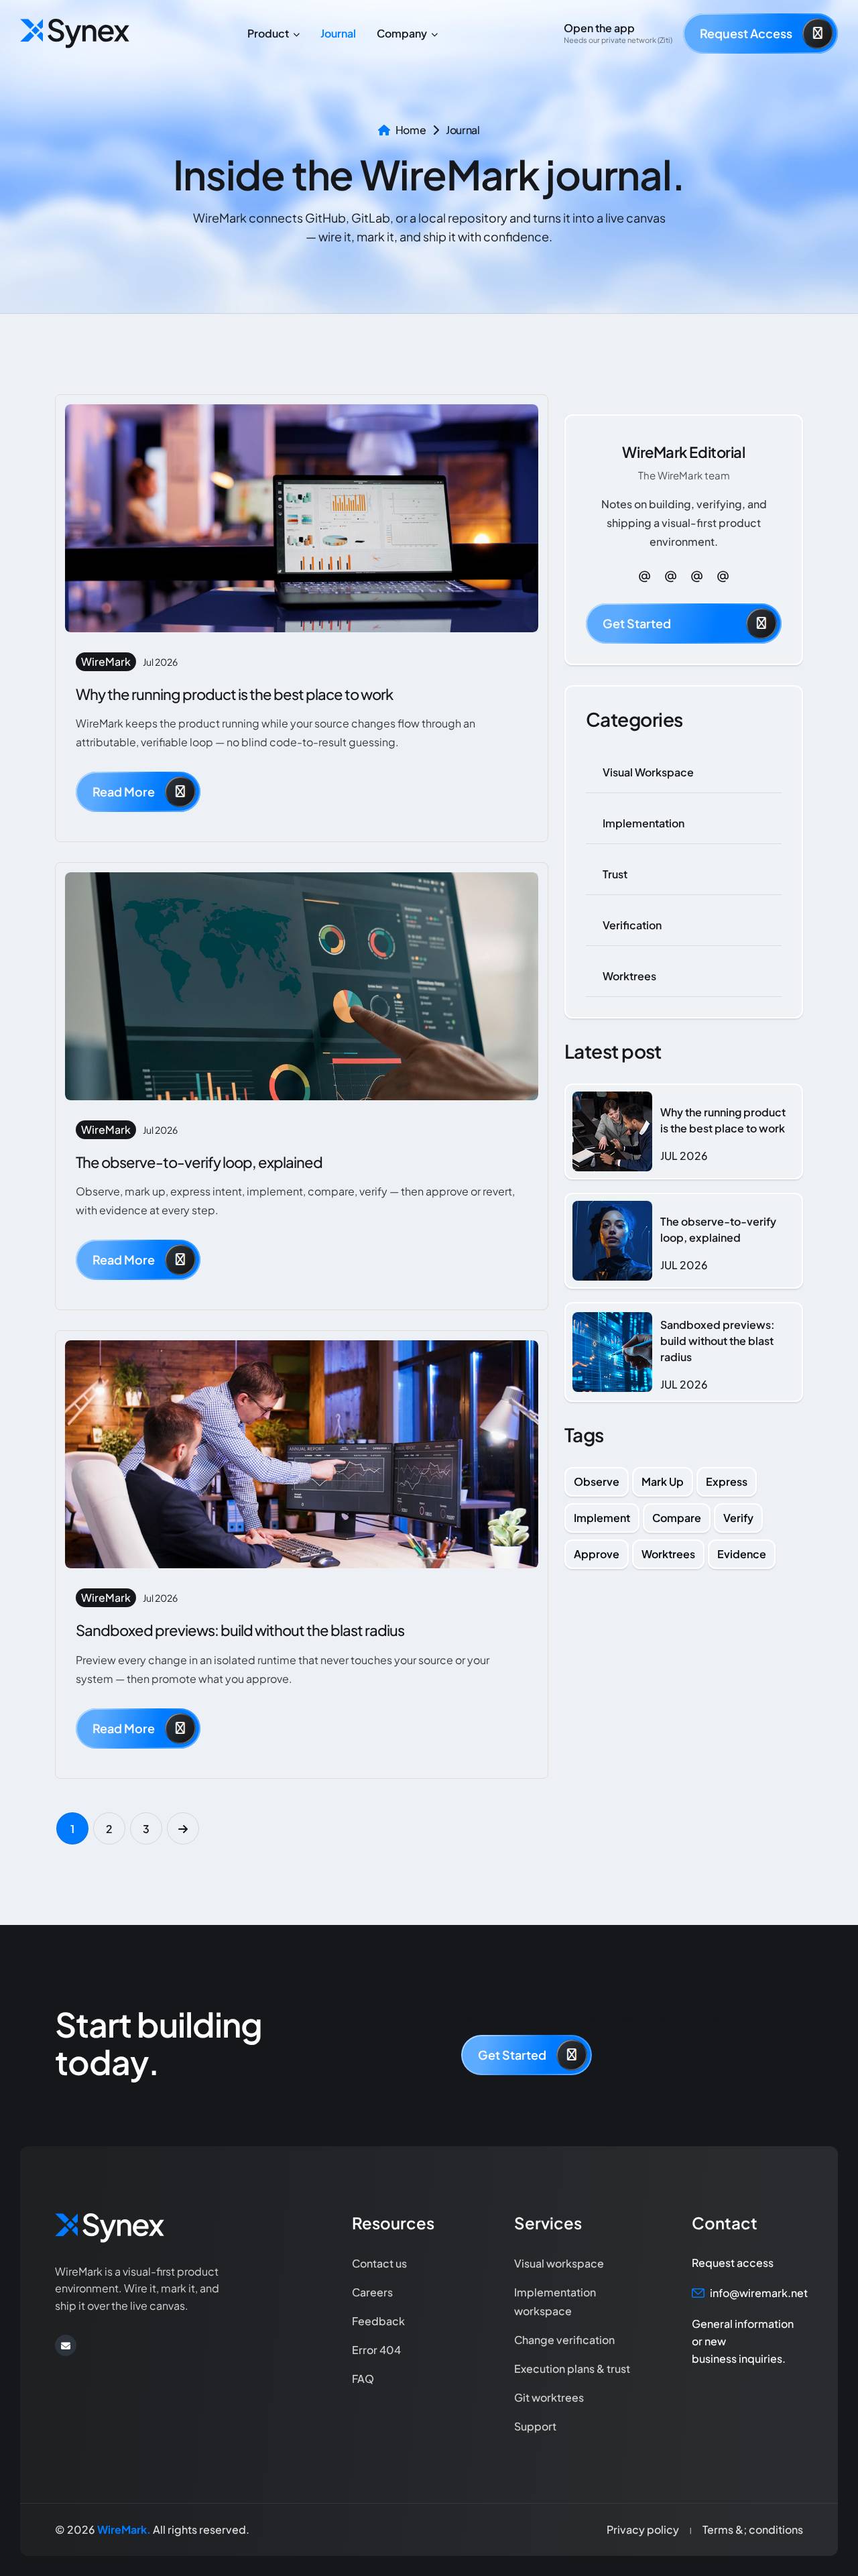 Synex
Product
Journal
Company
Open the app
Needs our private network (Ziti)
Request Access
Home
Journal
Inside the WireMark journal.
WireMark connects GitHub, GitLab, or a local repository and turns it into a live canvas
— wire it, mark it, and ship it with confidence.
WireMark
Jul 2026
Why the running product is the best place to work
WireMark keeps the product running while your source changes flow through an
attributable, verifiable loop — no blind code-to-result guessing.
Read More
WireMark
Jul 2026
The observe-to-verify loop, explained
Observe, mark up, express intent, implement, compare, verify — then approve or revert,
with evidence at every step.
Read More
ANNUAL REPORT
WireMark
Jul 2026
Sandboxed previews: build without the blast radius
Preview every change in an isolated runtime that never touches your source or your
system — then promote what you approve.
Read More
1
2
3
WireMark Editorial
The WireMark team
Notes on building, verifying, and
shipping a visual-first product
environment.
@ @ @ @
Get Started
Categories
Visual Workspace
Implementation
Trust
Verification
Worktrees
Latest post
Why the running product
is the best place to work
JUL 2026
The observe-to-verify
loop, explained
JUL 2026
Sandboxed previews:
build without the blast
radius
JUL 2026
Tags
Observe
Mark Up
Express
Implement
Compare
Verify
Approve
Worktrees
Evidence
Start building
today.
Get Started
Synex
WireMark is a visual-first product
environment. Wire it, mark it, and
ship it over the live canvas.
Resources
Contact us
Careers
Feedback
Error 404
FAQ
Services
Visual workspace
Implementation
workspace
Change verification
Execution plans & trust
Git worktrees
Support
Contact
Request access
info@wiremark.net
General information
or new
business inquiries.
© 2026 WireMark. All rights reserved.
Privacy policy
Terms &; conditions